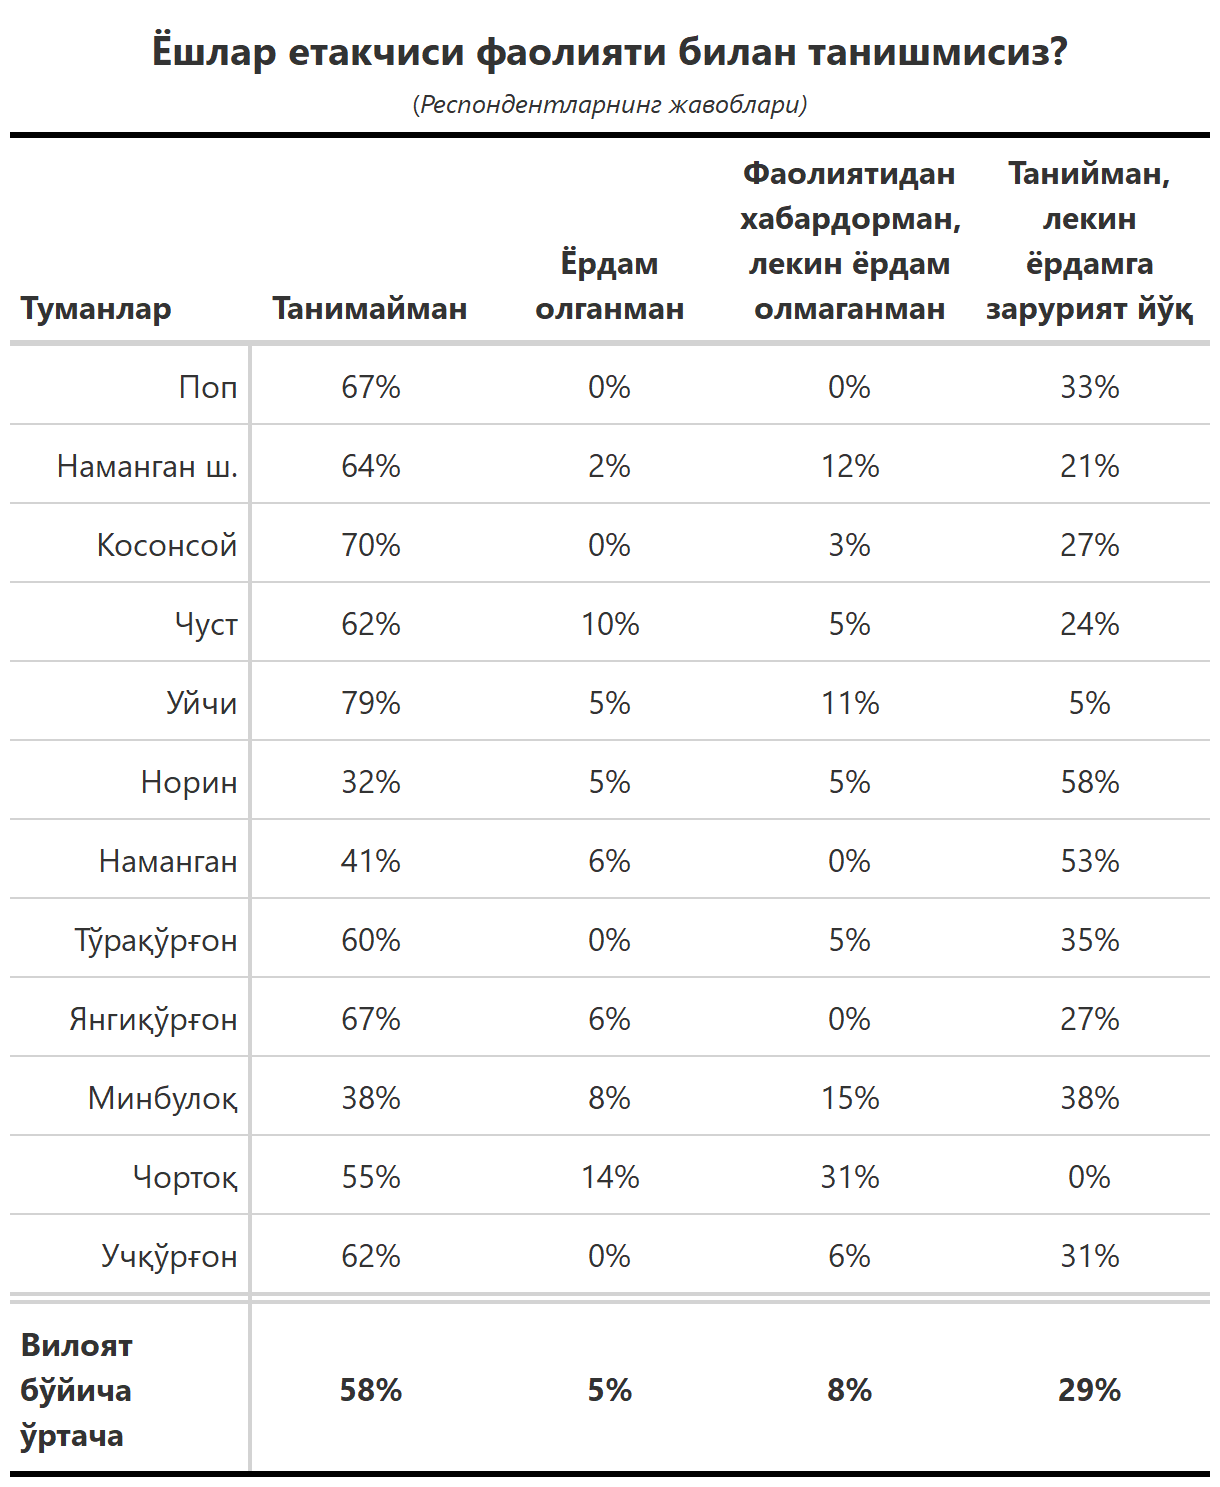 Ёшлар етакчиси фаолияти билан танишмисиз?
(Респондентларнинг жавоблари)
Туманлар Танимайман Ёрдам олганман Фаолиятидан хабардорман, лекин ёрдам олмаганман Танийман, лекин ёрдамга зарурият йўқ
Поп 67% 0% 0% 33%
Наманган ш. 64% 2% 12% 21%
Косонсой 70% 0% 3% 27%
Чуст 62% 10% 5% 24%
Уйчи 79% 5% 11% 5%
Норин 32% 5% 5% 58%
Наманган 41% 6% 0% 53%
Тўрақўрғон 60% 0% 5% 35%
Янгиқўрғон 67% 6% 0% 27%
Минбулоқ 38% 8% 15% 38%
Чортоқ 55% 14% 31% 0%
Учқўрғон 62% 0% 6% 31%
Вилоят бўйича ўртача 58% 5% 8% 29%